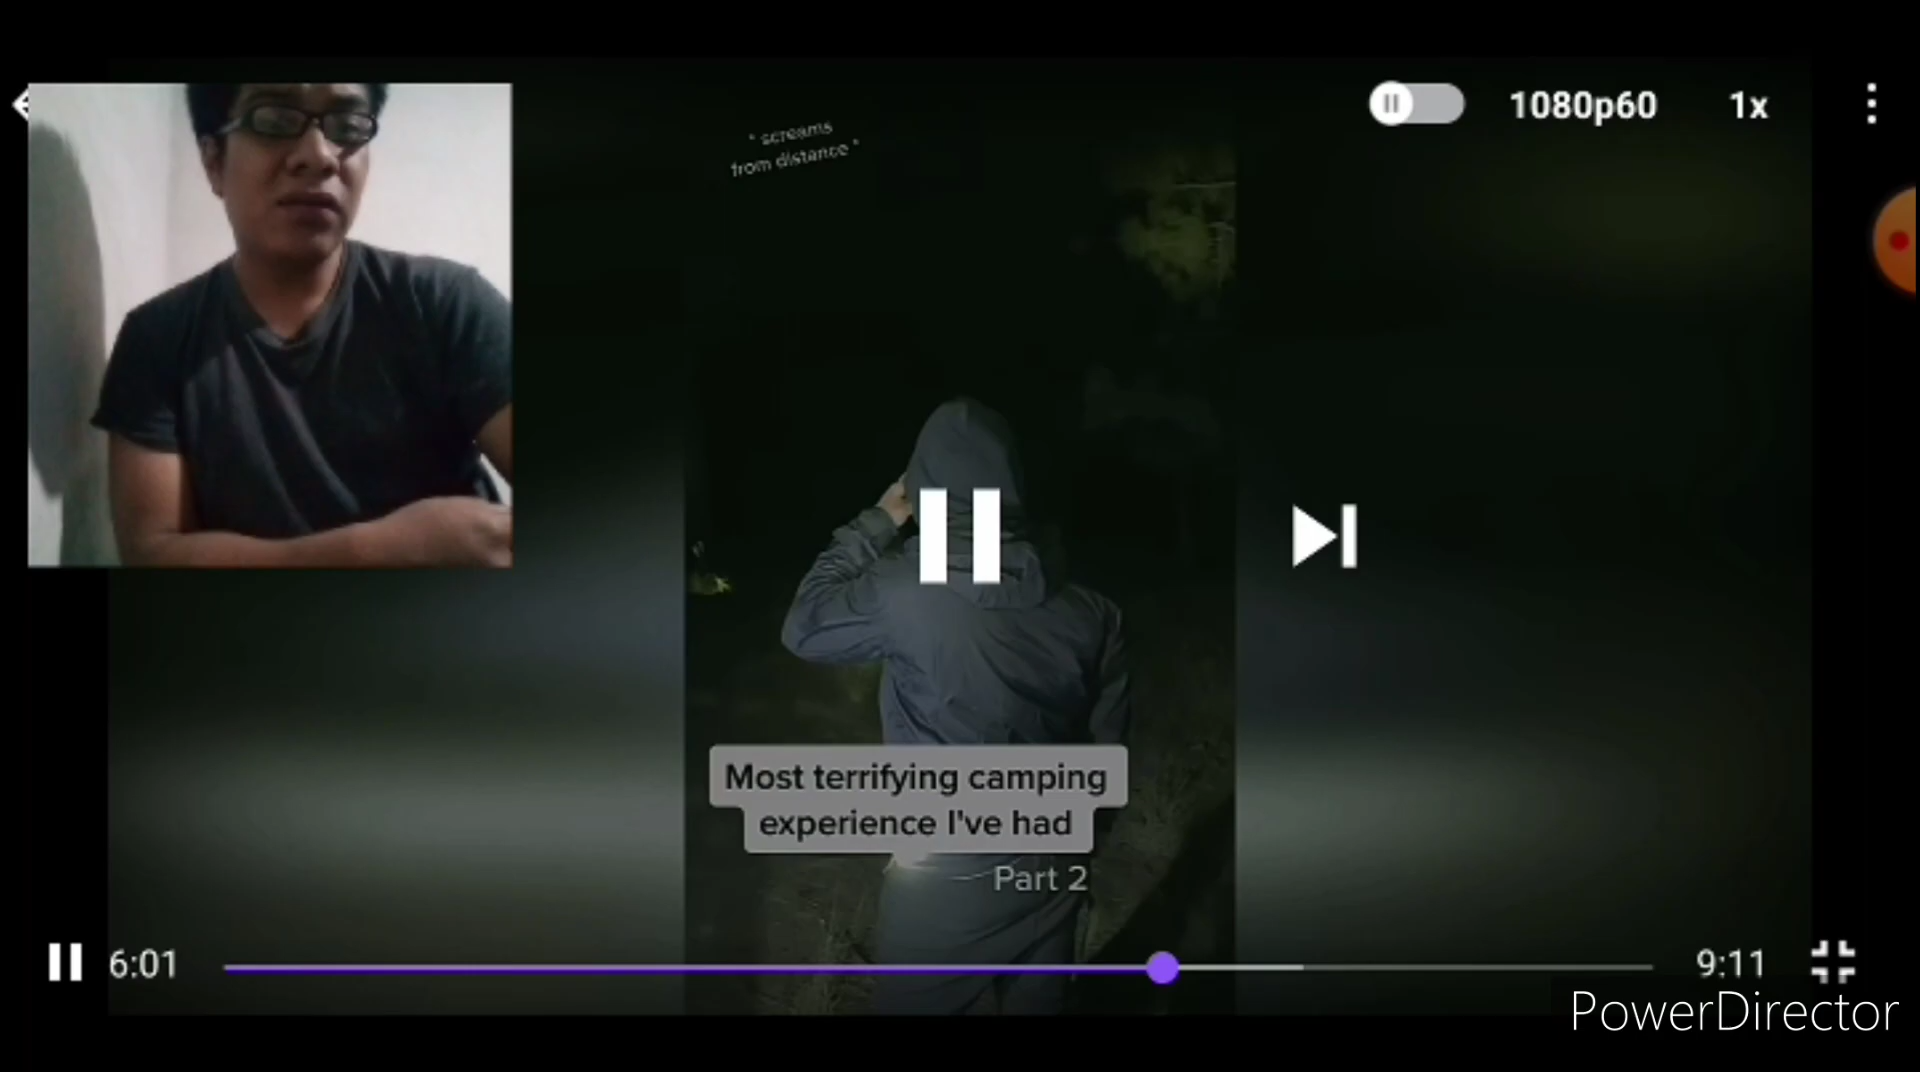 * screams
from distance *
1080p60
1x
Most terrifying camping
experience I've had
Part 2
6:01
9:11
PowerDirector